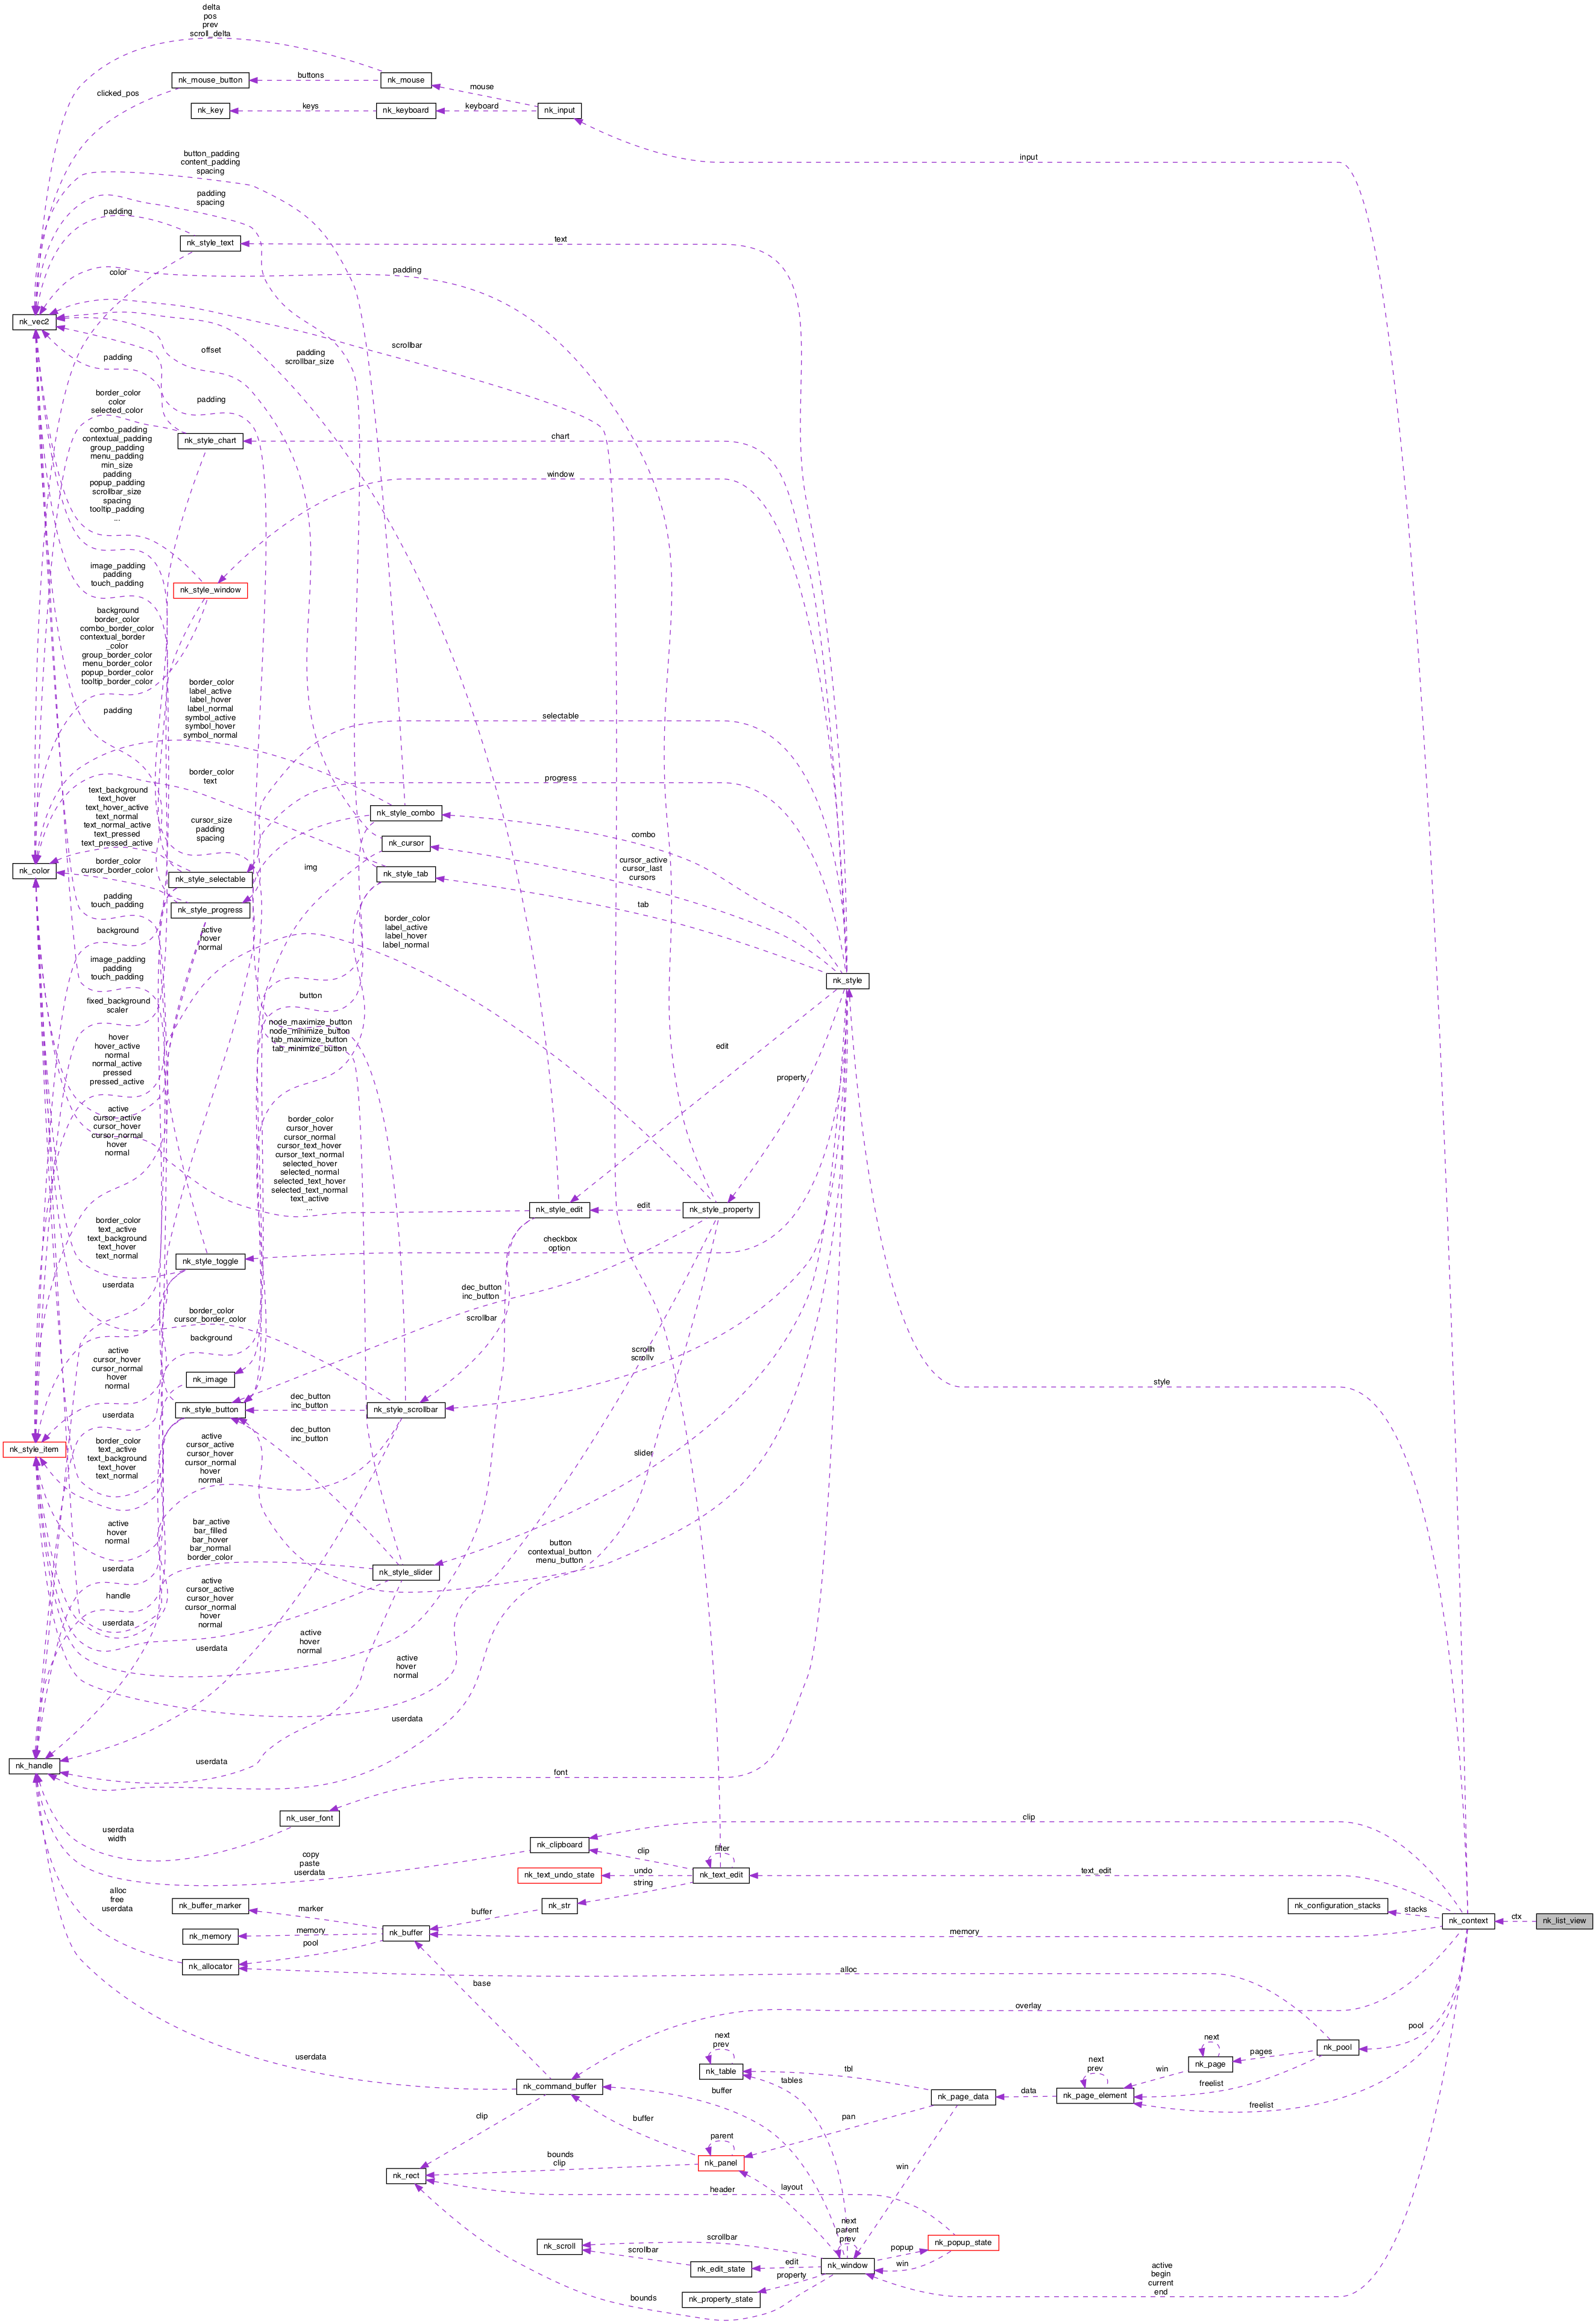 delta
pos
prev
scroll_delta
nk_mouse_button
buttons
nk_mouse
clicked_pos
mouse
nk_key
keys
nk_keyboard
keyboard
nk_input
input
button_padding
content_padding
spacing
padding
spacing
padding
nk_style_text
text
color
padding
nk_vec2
offset
padding
scrollbar_size
scrollbar
padding
padding
border_color
color
selected_color
nk_style_chart
chart
combo_padding
contextual_padding
group_padding
menu_padding
min_size
padding
popup_padding
scrollbar_size
spacing
tooltip_padding
...
window
image_padding
padding
touch_padding
nk_style_window
background
border_color
combo_border_color
contextual_border
_color
group_border_color
menu_border_color
popup_border_color
tooltip_border_color
padding
border_color
label_active
label_hover
label_normal
symbol_active
symbol_hover
symbol_normal
selectable
border_color
text
progress
text_background
text_hover
text_hover_active
text_normal
text_normal_active
text_pressed
text_pressed_active
cursor_size
padding
spacing
nk_style_combo
combo
nk_cursor
cursor_active
cursor_last
cursors
nk_color
border_color
cursor_border_color
nk_style_selectable
img
nk_style_tab
tab
padding
touch_padding
nk_style_progress
background
active
hover
normal
border_color
label_active
label_hover
label_normal
image_padding
padding
touch_padding
nk_style
fixed_background
scaler
button
node_maximize_button
node_minimize_button
tab_maximize_button
tab_minimize_button
hover
hover_active
normal
normal_active
pressed
pressed_active
edit
property
active
cursor_active
cursor_hover
cursor_normal
hover
normal
border_color
cursor_hover
cursor_normal
cursor_text_hover
cursor_text_normal
selected_hover
selected_normal
selected_text_hover
selected_text_normal
text_active
...
nk_style_edit
edit
nk_style_property
border_color
text_active
text_background
text_hover
text_normal
nk_style_toggle
checkbox
option
userdata
dec_button
inc_button
border_color
cursor_border_color
scrollbar
background
active
cursor_hover
cursor_normal
hover
normal
nk_image
scrollh
scrollv
style
dec_button
inc_button
nk_style_button
nk_style_scrollbar
userdata
dec_button
inc_button
nk_style_item
border_color
text_active
text_background
text_hover
text_normal
active
cursor_active
cursor_hover
cursor_normal
hover
normal
slider
active
hover
normal
bar_active
bar_filled
bar_hover
bar_normal
border_color
button
contextual_button
menu_button
userdata
nk_style_slider
handle
active
cursor_active
cursor_hover
cursor_normal
hover
normal
userdata
userdata
active
hover
normal
active
hover
normal
userdata
nk_handle
userdata
font
nk_user_font
clip
userdata
width
nk_clipboard
clip
filter
copy
paste
userdata
nk_text_undo_state
undo
nk_text_edit
text_edit
string
alloc
free
userdata
nk_buffer_marker
marker
buffer
nk_str
nk_configuration_stacks
stacks
nk_context
ctx
nk_list_view
nk_memory
memory
nk_buffer
memory
pool
nk_allocator
alloc
base
overlay
pool
next
prev
next
nk_pool
pages
nk_page
userdata
nk_table
tbl
tables
next
prev
win
freelist
nk_command_buffer
buffer
nk_page_data
data
nk_page_element
freelist
clip
buffer
pan
parent
bounds
clip
nk_panel
nk_rect
win
header
layout
next
parent
prev
nk_scroll
scrollbar
scrollbar
nk_popup_state
popup
nk_edit_state
edit
nk_window
win
property
active
begin
current
end
nk_property_state
bounds